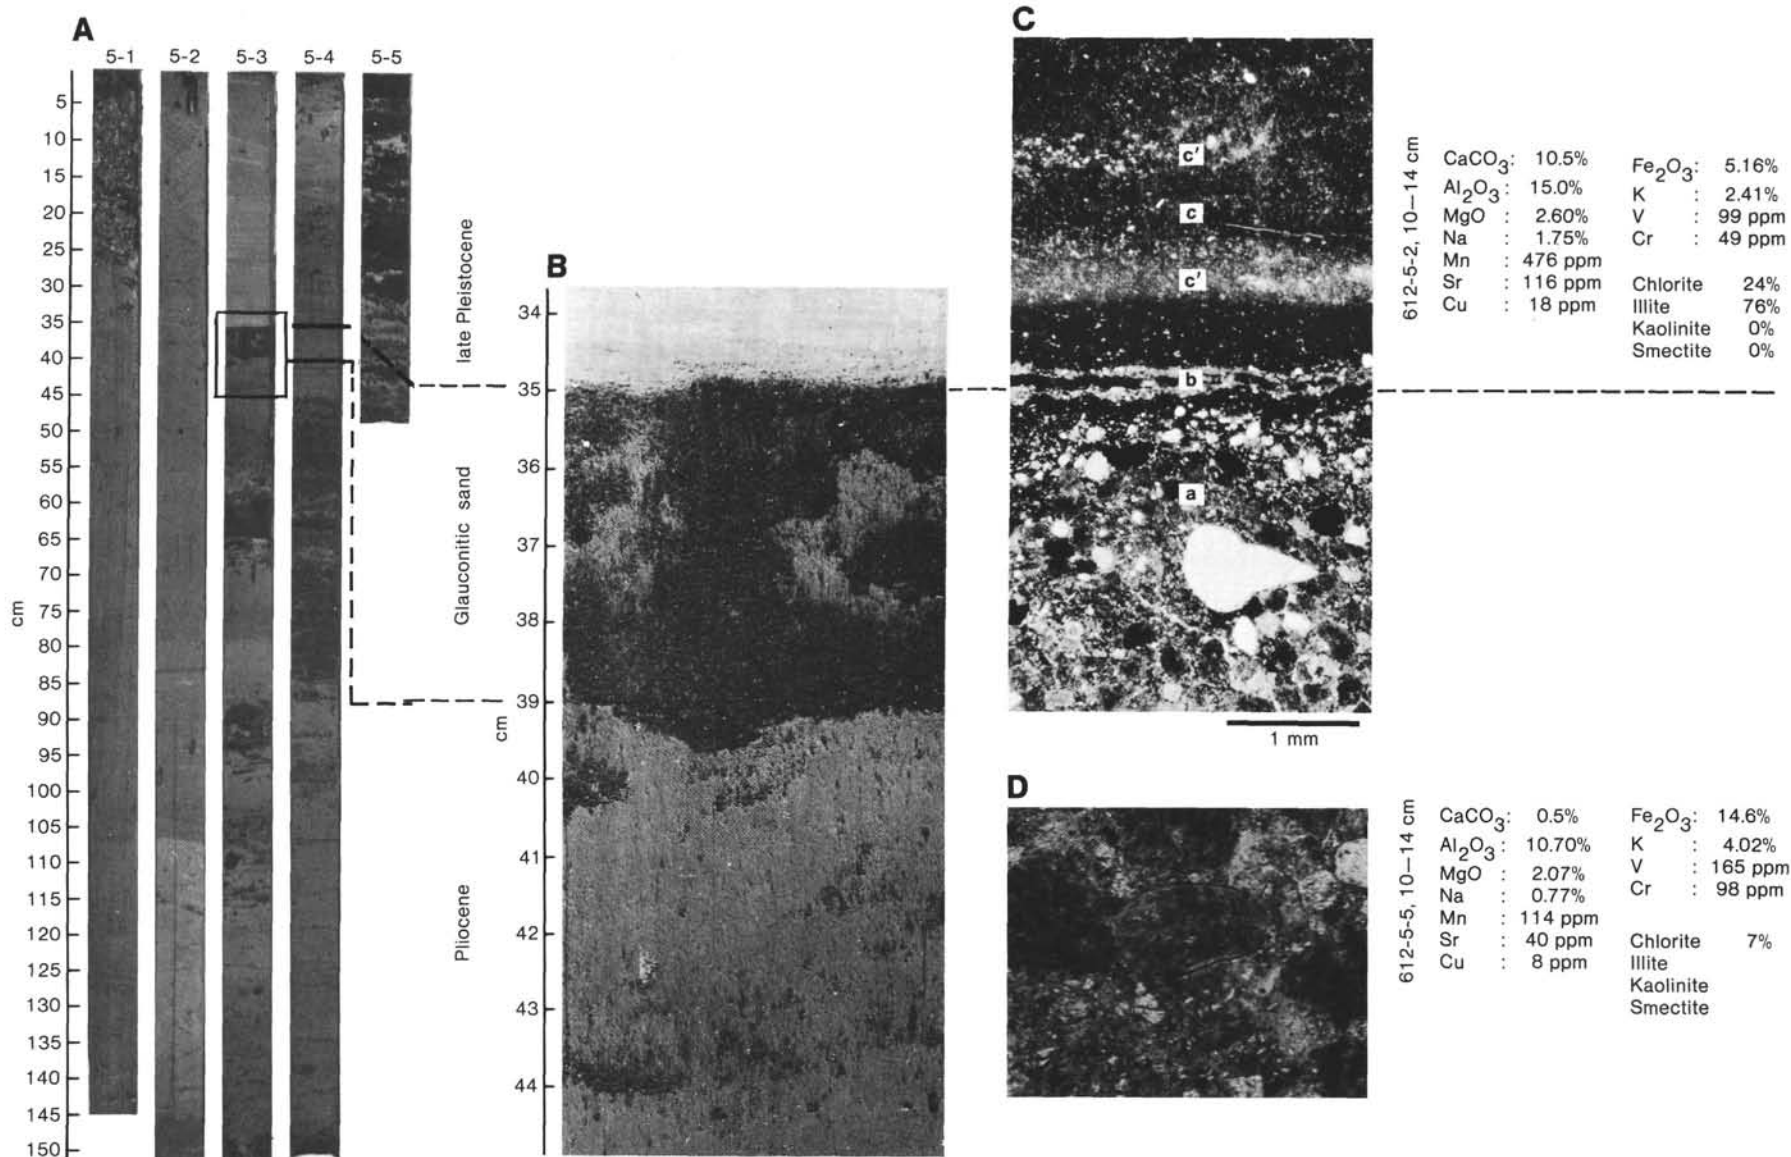 A
5-1 5-2 5-3 5-4 5-5
5
10
15
20
25
30
35
40
45
50
55
60
65
70
75
80
85
90
95
100
105
110
115
120
125
130
135
140
145
150
cm
late Pleistocene
Glauconitic sand
Pliocene
B
34
35
36
37
38
39
40
41
42
43
44
cm
C
c'
c
c'
b
a
1 mm
612-5-2, 10—14 cm
CaCO3: 10.5%
Al2O3: 15.0%
MgO : 2.60%
Na : 1.75%
Mn : 476 ppm
Sr : 116 ppm
Cu : 18 ppm
Fe2O3: 5.16%
K : 2.41%
V : 99 ppm
Cr : 49 ppm
Chlorite 24%
Illite 76%
Kaolinite 0%
Smectite 0%
D
612-5-5, 10—14 cm
CaCO3: 0.5%
Al2O3: 10.70%
MgO : 2.07%
Na : 0.77%
Mn : 114 ppm
Sr : 40 ppm
Cu : 8 ppm
Fe2O3: 14.6%
K : 4.02%
V : 165 ppm
Cr : 98 ppm
Chlorite 7%
Illite
Kaolinite
Smectite